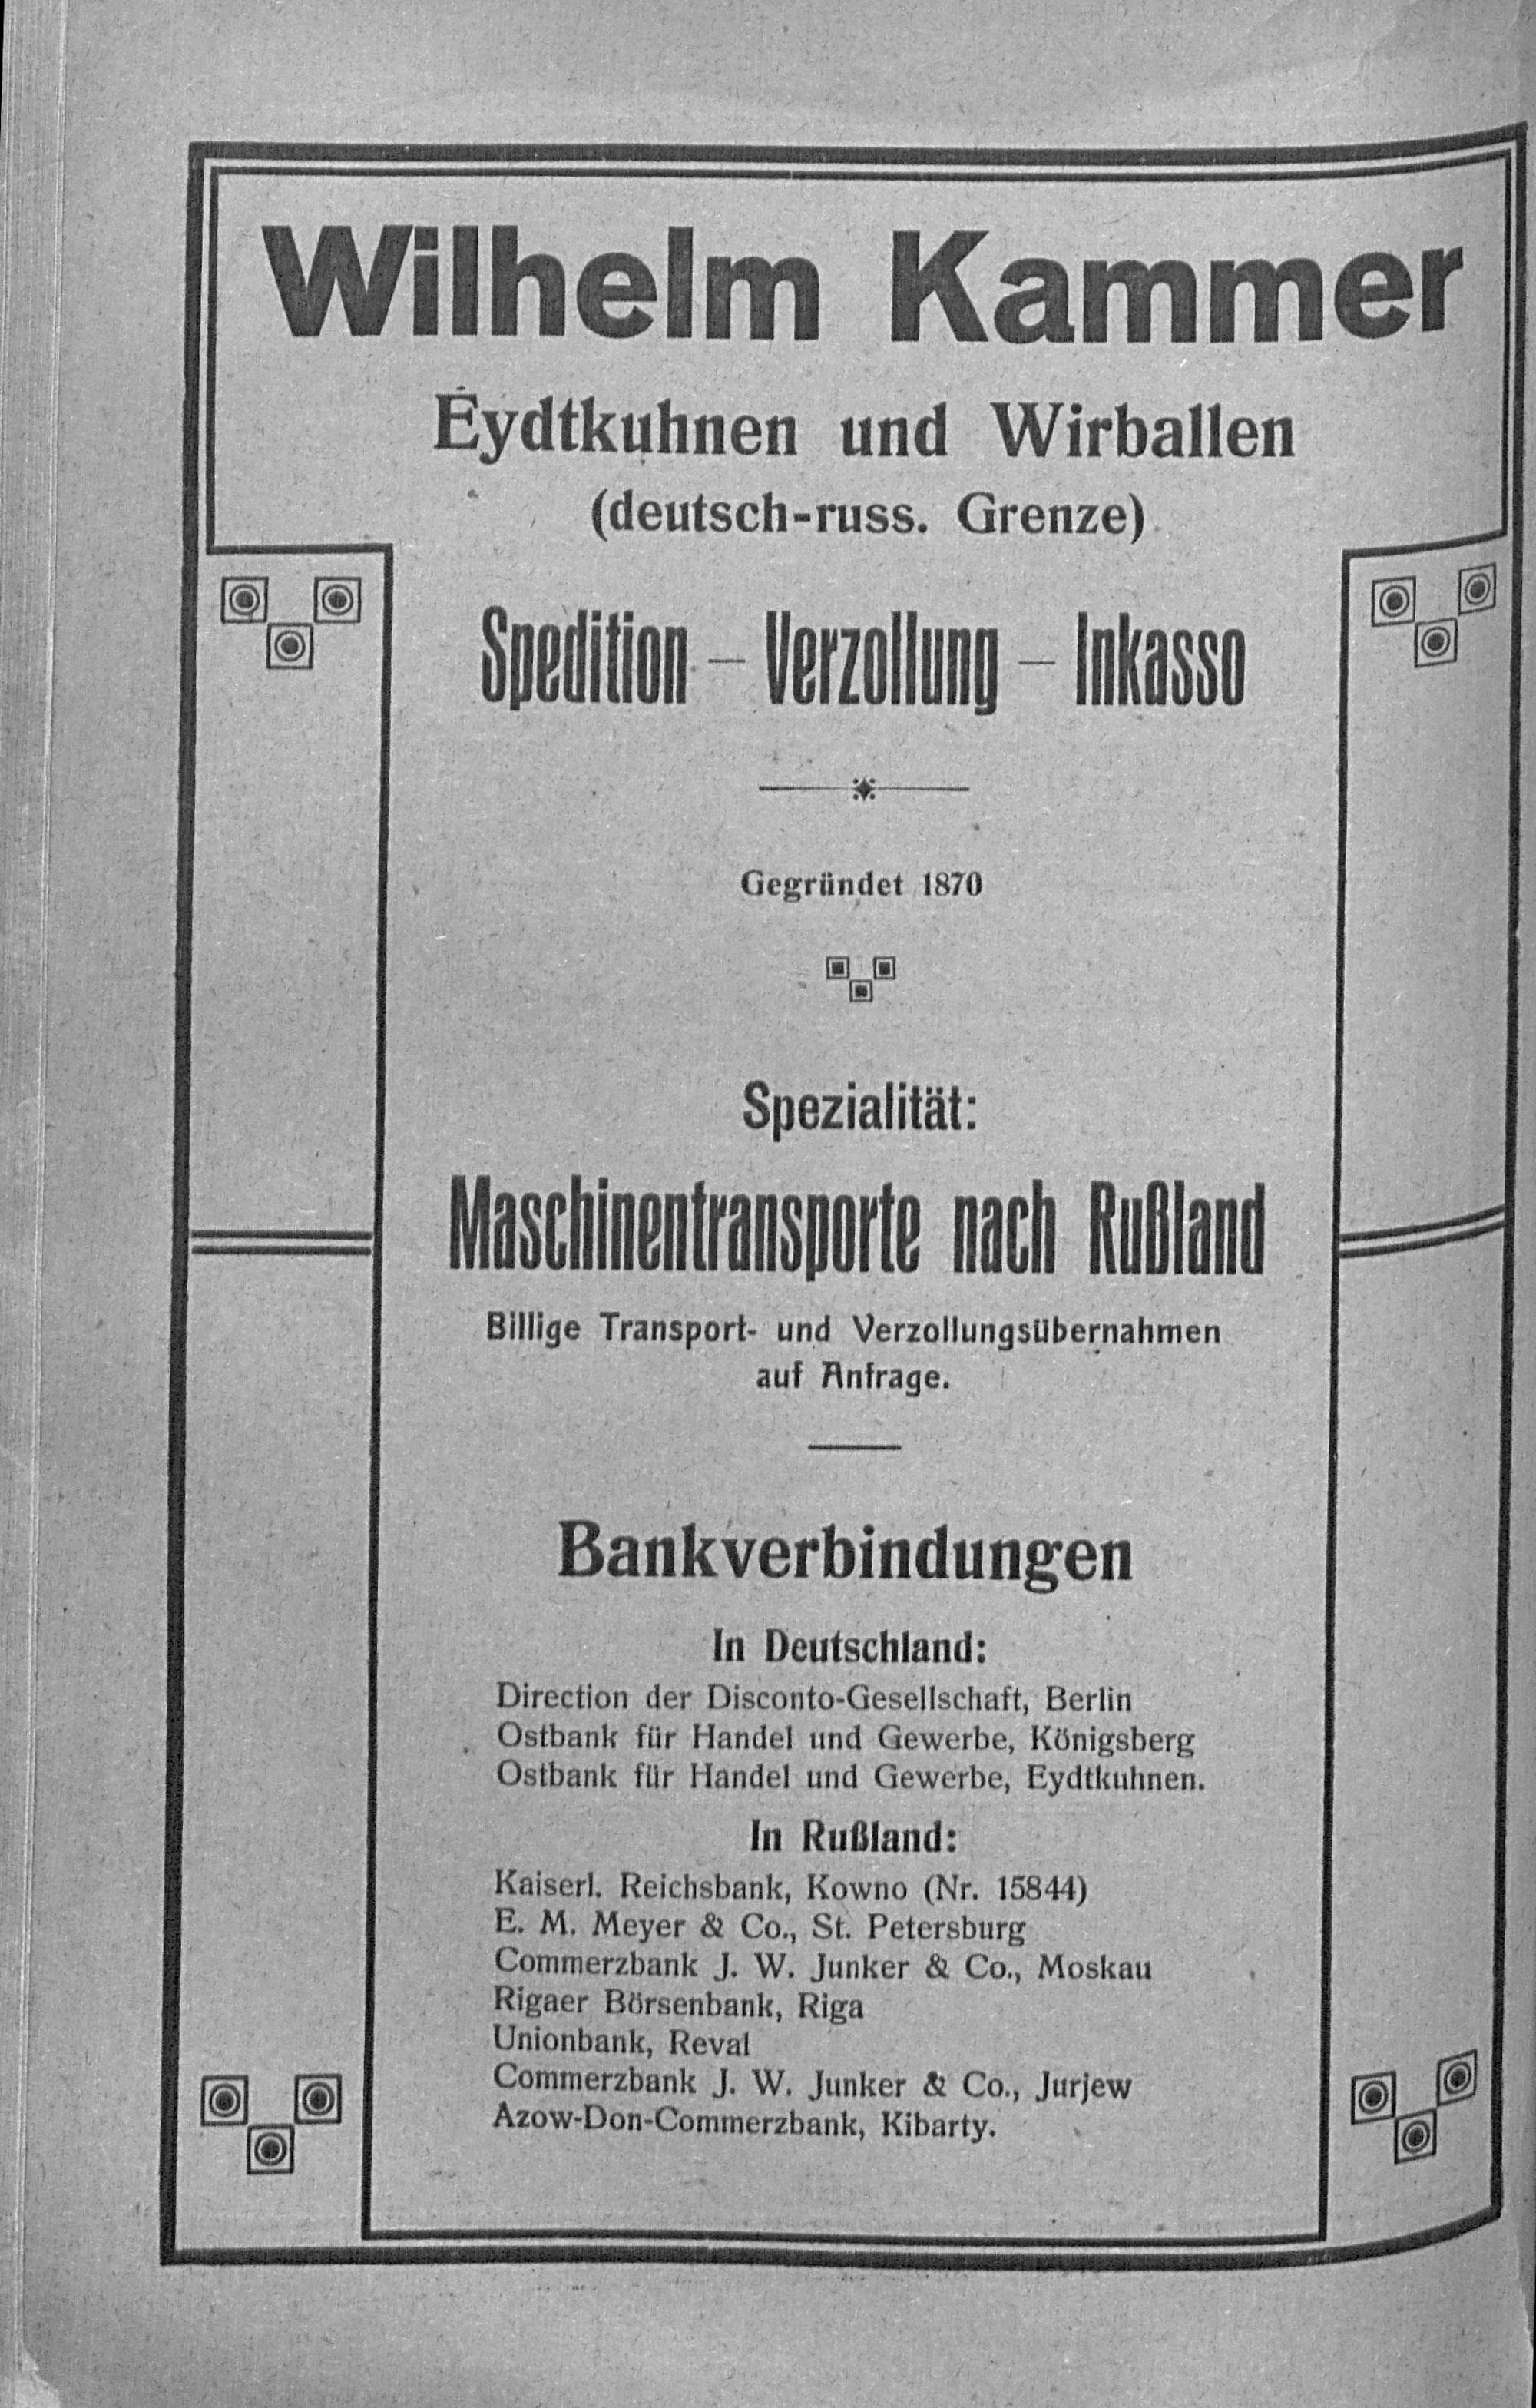 Wilhelm Kammer
Eydtkuhnen und Wirballen
(deutsch-russ. Grenze)
Spedition – Verzollung – Inkasso
Gegründet 1870
Spezialität:
Maschinentransporte nach Rußland
Billige Transport- und Verzollungsübernahmen
auf Anfrage.
Bankverbindungen
In Deutschland:
Direction der Disconto-Gesellschaft, Berlin
Ostbank für Handel und Gewerbe, Königsberg
Ostbank für Handel und Gewerbe, Eydtkuhnen.
In Rußland:
Kaiserl. Reichsbank, Kowno (Nr. 15844)
E. M. Meyer & Co., St. Petersburg
Commerzbank J. W. Junker & Co., Moskau
Rigaer Börsenbank, Riga
Unionbank, Reval
Commerzbank J. W. Junker & Co., Jurjew
Azow-Don-Commerzbank, Kibarty.